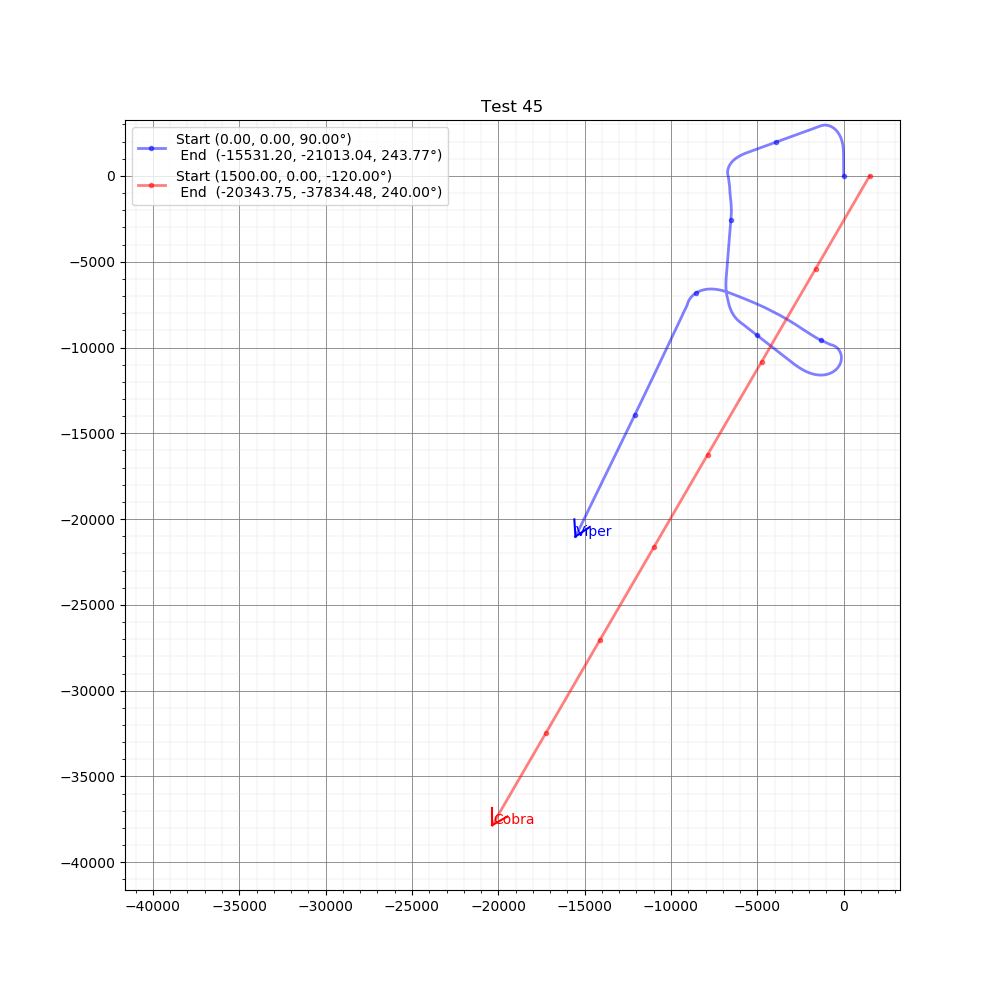 Test 45
Start (0.00, 0.00, 90.00°)
End (-15531.20, -21013.04, 243.77°)
Start (1500.00, 0.00, -120.00°)
End (-20343.75, -37834.48, 240.00°)
0
−5000
−10000
−15000
−20000
−25000
−30000
−35000
−40000
Viper
Cobra
−40000 −35000 −30000 −25000 −20000 −15000 −10000 −5000 0